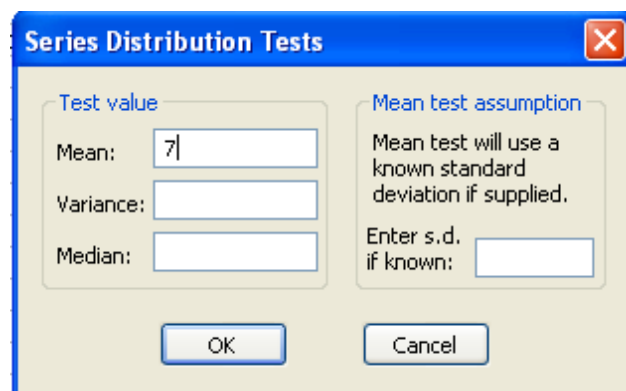 Series Distribution Tests
Test value
Mean:
7
Variance:
Median:
Mean test assumption
Mean test will use a
known standard
deviation if supplied.
Enter s.d.
if known:
OK
Cancel